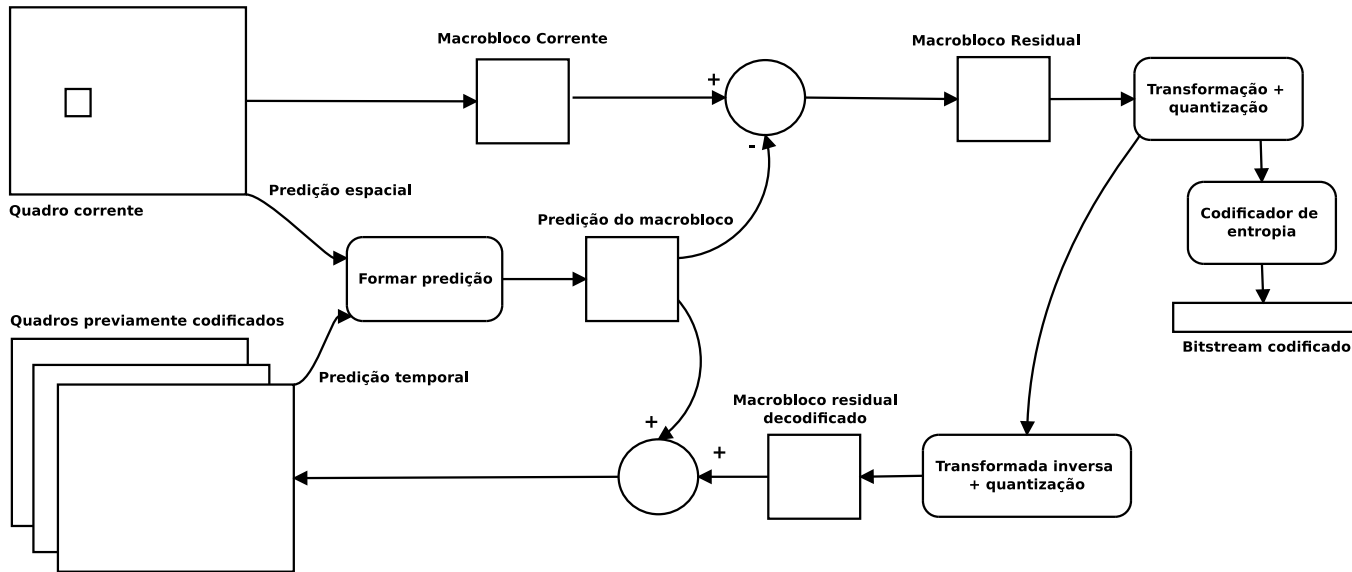 Macrobloco Corrente
Macrobloco Residual
+
Transformação +
quantização
-
Predição espacial
Quadro corrente
Predição do macrobloco
Codificador de
entropia
Formar predição
Quadros previamente codificados
Bitstream codificado
Predição temporal
Macrobloco residual
decodificado
+
+
Transformada inversa
+ quantização